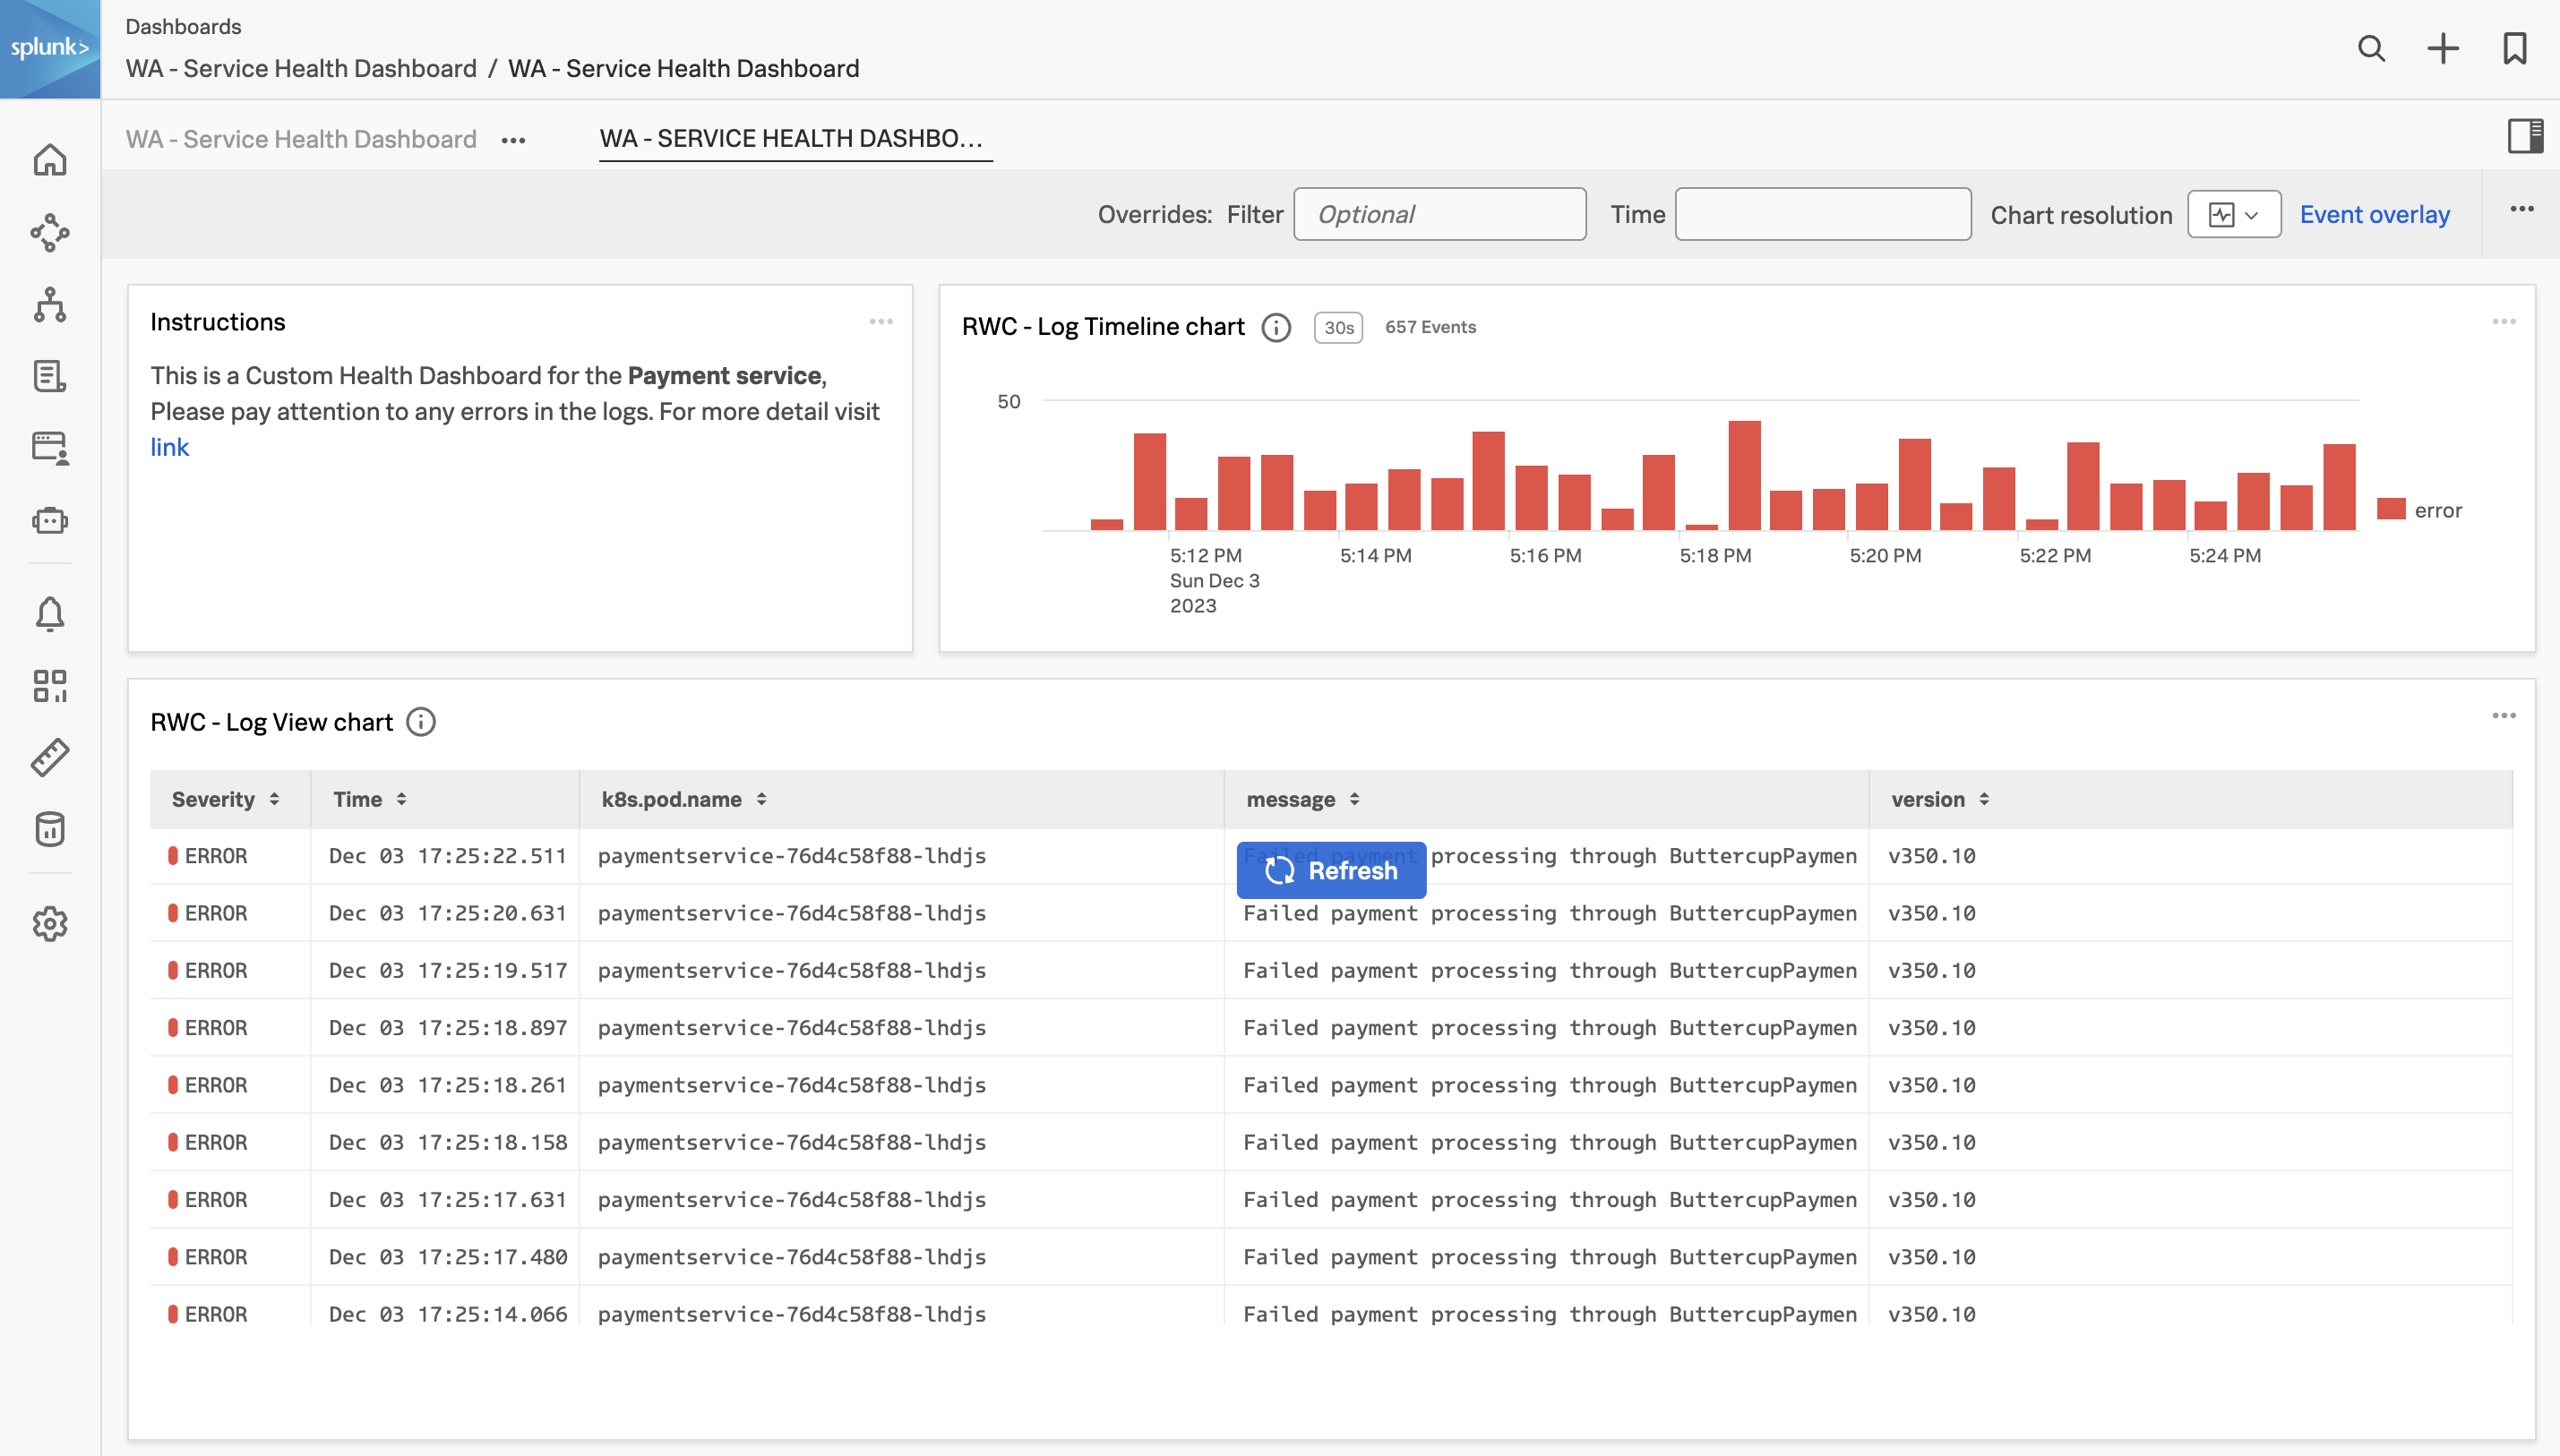 splunk>
Dashboards
WA - Service Health Dashboard / WA - Service Health Dashboard
WA - Service Health Dashboard ••• WA - SERVICE HEALTH DASHBO...
Overrides: Filter Optional Time Chart resolution Event overlay
Instructions
This is a Custom Health Dashboard for the Payment service,
Please pay attention to any errors in the logs. For more detail visit
link
RWC - Log Timeline chart 30s 657 Events
50
error
5:12 PM 5:14 PM 5:16 PM 5:18 PM 5:20 PM 5:22 PM 5:24 PM
Sun Dec 3
2023
RWC - Log View chart
Severity Time k8s.pod.name message version
ERROR Dec 03 17:25:22.511 paymentservice-76d4c58f88-lhdjs Failed payment processing through ButtercupPaymen v350.10
Refresh
ERROR Dec 03 17:25:20.631 paymentservice-76d4c58f88-lhdjs Failed payment processing through ButtercupPaymen v350.10
ERROR Dec 03 17:25:19.517 paymentservice-76d4c58f88-lhdjs Failed payment processing through ButtercupPaymen v350.10
ERROR Dec 03 17:25:18.897 paymentservice-76d4c58f88-lhdjs Failed payment processing through ButtercupPaymen v350.10
ERROR Dec 03 17:25:18.261 paymentservice-76d4c58f88-lhdjs Failed payment processing through ButtercupPaymen v350.10
ERROR Dec 03 17:25:18.158 paymentservice-76d4c58f88-lhdjs Failed payment processing through ButtercupPaymen v350.10
ERROR Dec 03 17:25:17.631 paymentservice-76d4c58f88-lhdjs Failed payment processing through ButtercupPaymen v350.10
ERROR Dec 03 17:25:17.480 paymentservice-76d4c58f88-lhdjs Failed payment processing through ButtercupPaymen v350.10
ERROR Dec 03 17:25:14.066 paymentservice-76d4c58f88-lhdjs Failed payment processing through ButtercupPaymen v350.10